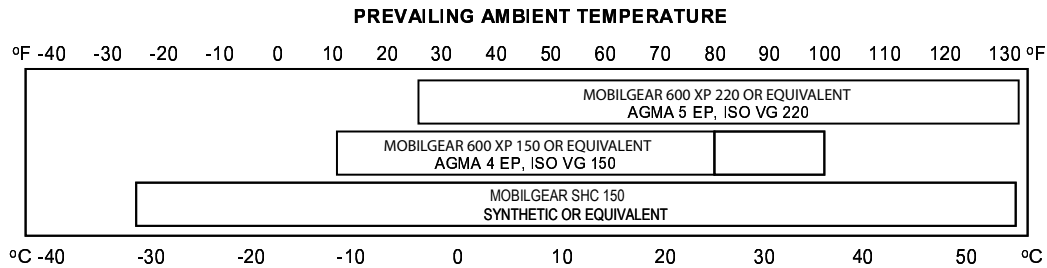 PREVAILING AMBIENT TEMPERATURE
ºF -40 -30 -20 -10 0 10 20 30 40 50 60 70 80 90 100 110 120 130 ºF
MOBILGEAR 600 XP 220 OR EQUIVALENT
AGMA 5 EP, ISO VG 220
MOBILGEAR 600 XP 150 OR EQUIVALENT
AGMA 4 EP, ISO VG 150
MOBILGEAR SHC 150
SYNTHETIC OR EQUIVALENT
ºC -40 -30 -20 -10 0 10 20 30 40 50 ºC